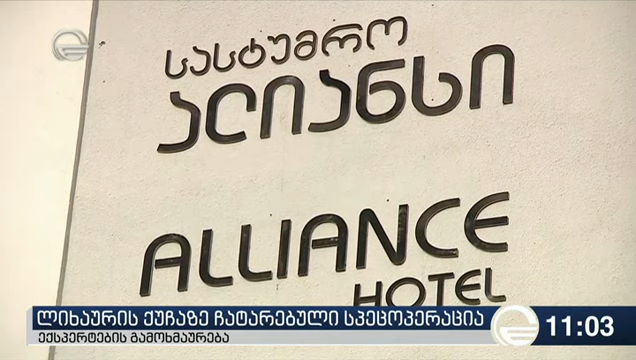 სასტუმრო
ალიანსი
ALLIANCE
HOTEL
ლიხაურის ქუჩაზე ჩატარებული სპეცოპერაცია
ექსპერტების გამოხმაურება
11:03